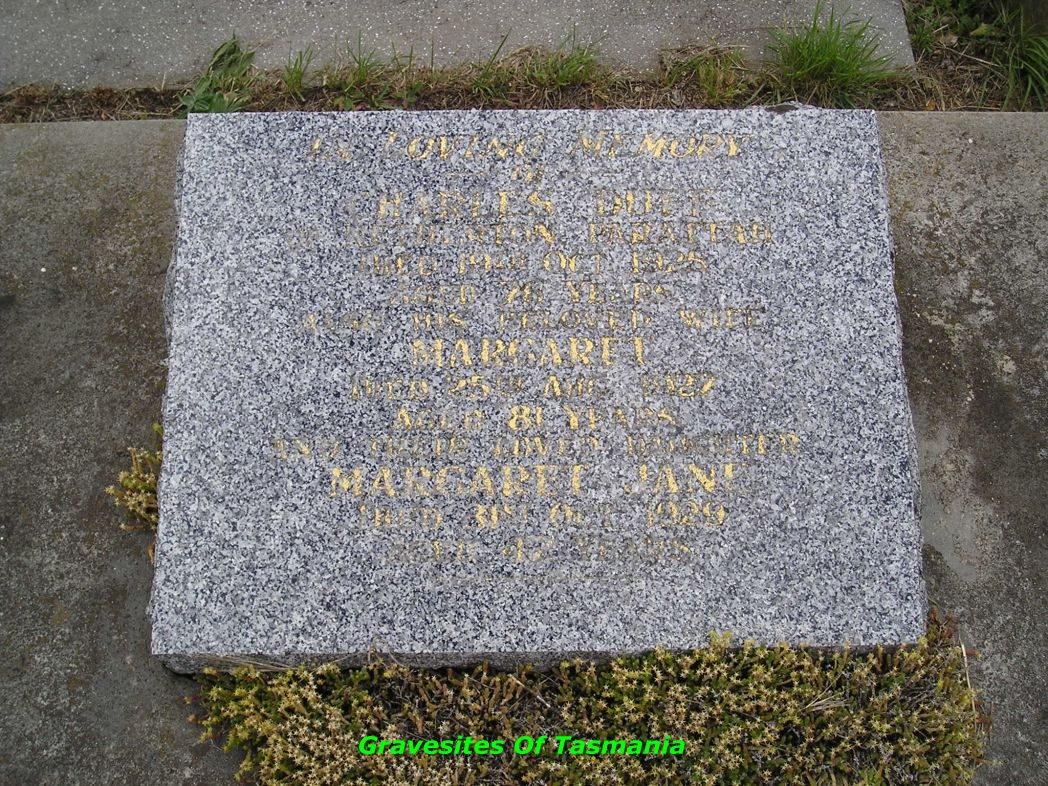 IN LOVING MEMORY
OF
CHARLES DUFF
OF PARATTAH
DIED 19TH OCT. 1925
AGED 76 YEARS
ALSO HIS BELOVED WIFE
MARGARET
DIED 25TH AUG. 1927
AGED 81 YEARS
AND THEIR LOVED DAUGHTER
MARGARET JANE
DIED 31ST OCT. 1929
AGED 42 YEARS
Gravesites Of Tasmania